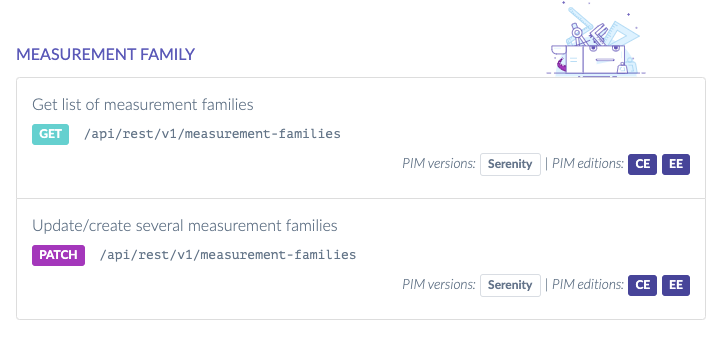 MEASUREMENT FAMILY
Get list of measurement families
GET /api/rest/v1/measurement-families
PIM versions: Serenity | PIM editions: CE EE
Update/create several measurement families
PATCH /api/rest/v1/measurement-families
PIM versions: Serenity | PIM editions: CE EE